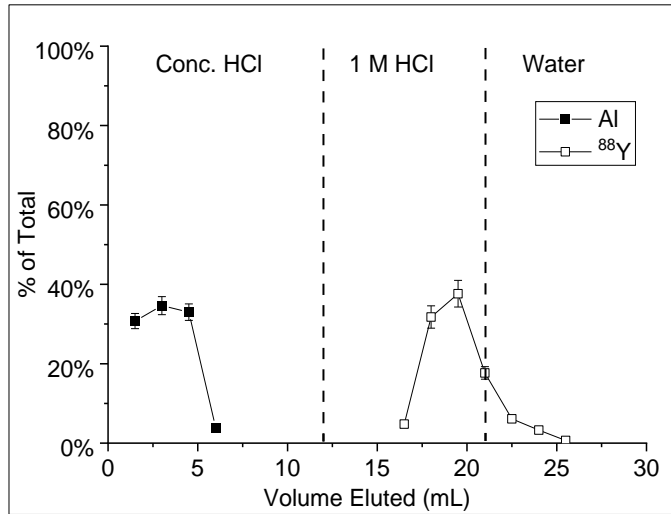 100%
Conc. HCl 1 M HCl Water
80%
Al
⁸⁸Y
60%
% of Total
40%
20%
0%
0 5 10 15 20 25 30
Volume Eluted (mL)